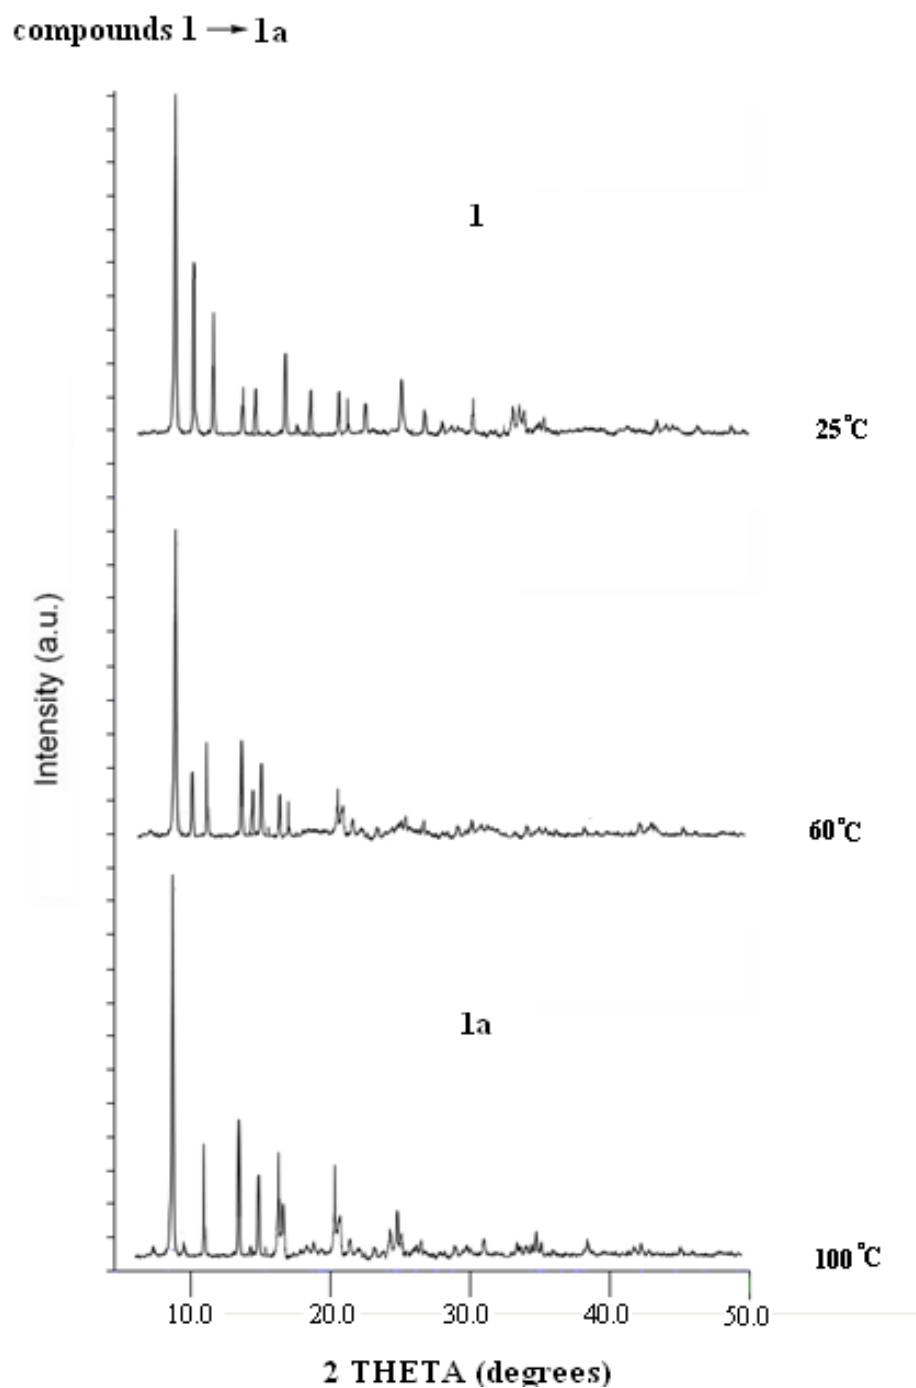 compounds 1 → 1a
1
25°C
Intensity (a.u.)
60°C
1a
100°C
10.0 20.0 30.0 40.0 50.0
2 THETA (degrees)